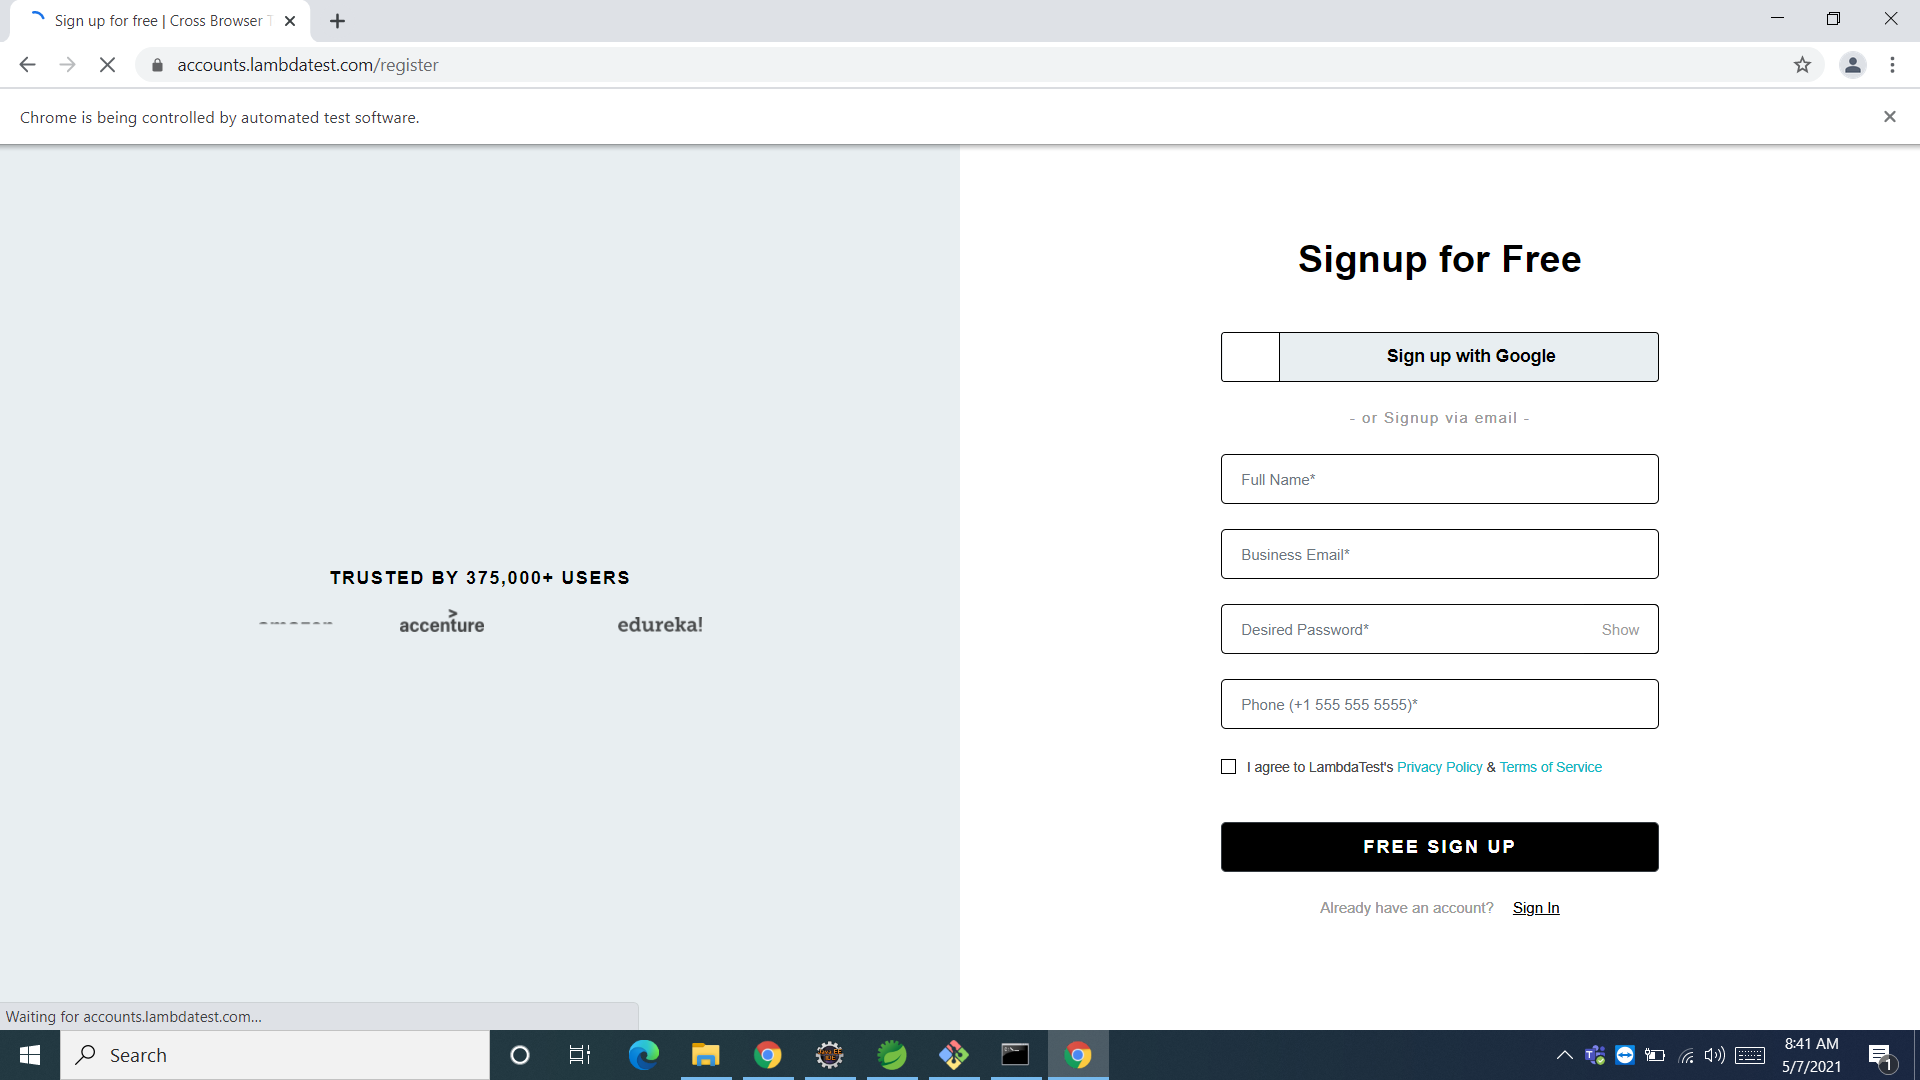 Sign up for free | Cross Browser T
accounts.lambdatest.com/register
Chrome is being controlled by automated test software.
Signup for Free
Sign up with Google
- or Signup via email -
Full Name*
Business Email*
Desired Password* Show
Phone (+1 555 555 5555)*
I agree to LambdaTest's Privacy Policy & Terms of Service
FREE SIGN UP
Already have an account? Sign In
TRUSTED BY 375,000+ USERS
accenture edureka!
Waiting for accounts.lambdatest.com...
Search
8:41 AM
5/7/2021
1